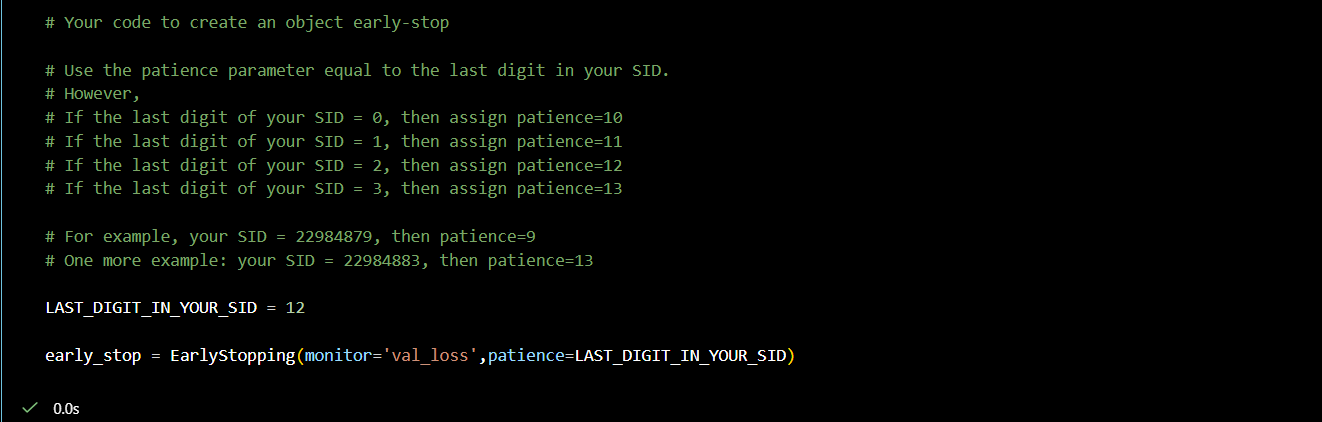 # Your code to create an object early-stop
# Use the patience parameter equal to the last digit in your SID.
# However,
# If the last digit of your SID = 0, then assign patience=10
# If the last digit of your SID = 1, then assign patience=11
# If the last digit of your SID = 2, then assign patience=12
# If the last digit of your SID = 3, then assign patience=13
# For example, your SID = 22984879, then patience=9
# One more example: your SID = 22984883, then patience=13
LAST_DIGIT_IN_YOUR_SID = 12
early_stop = EarlyStopping(monitor='val_loss',patience=LAST_DIGIT_IN_YOUR_SID)
0.0s